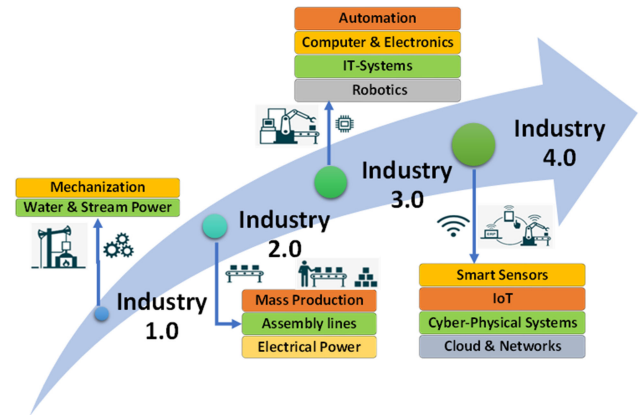 Automation
Computer & Electronics
IT-Systems
Robotics
Industry
4.0
Industry
3.0
Mechanization
Water & Stream Power
Industry
2.0
Industry
1.0
Mass Production
Assembly lines
Electrical Power
Smart Sensors
IoT
Cyber-Physical Systems
Cloud & Networks